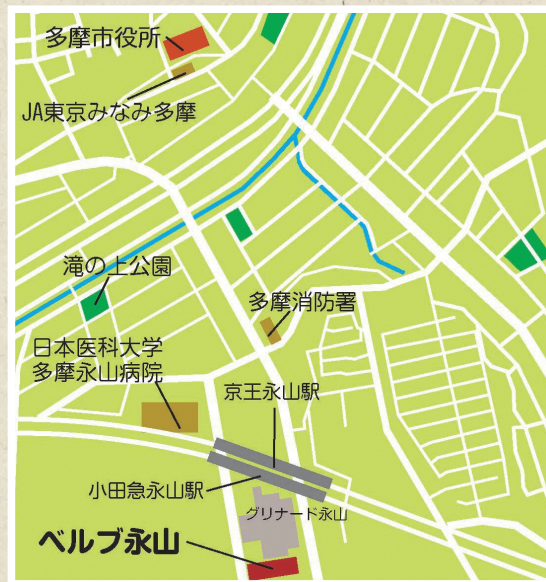 多摩市役所
JA東京みなみ多摩
滝の上公園
多摩消防署
日本医科大学
多摩永山病院
京王永山駅
小田急永山駅
グリナード永山
ベルブ永山